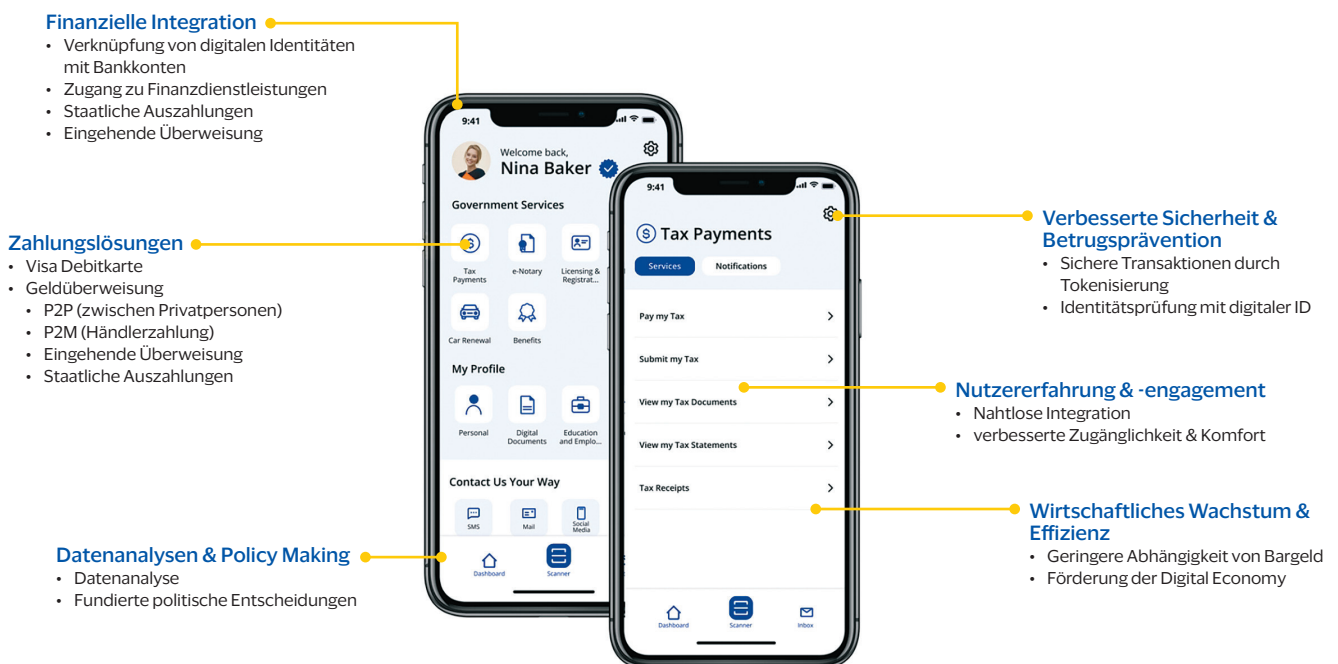 Finanzielle Integration
• Verknüpfung von digitalen Identitäten
mit Bankkonten
• Zugang zu Finanzdienstleistungen
• Staatliche Auszahlungen
• Eingehende Überweisung
Zahlungslösungen
• Visa Debitkarte
• Geldüberweisung
• P2P (zwischen Privatpersonen)
• P2M (Händlerzahlung)
• Eingehende Überweisung
• Staatliche Auszahlungen
Datenanalysen & Policy Making
• Datenanalyse
• Fundierte politische Entscheidungen
9:41
Welcome back,
Nina Baker
Government Services
Tax
Payments
e-Notary
Licensing &
Registrat...
Car Renewal
Benefits
My Profile
Personal
Digital
Documents
Education
and Emplo...
Contact Us Your Way
SMS
Mail
Social
Media
Dashboard
Scanner
9:41
Tax Payments
Services
Notifications
Pay my Tax
Submit my Tax
View my Tax Documents
View my Tax Statements
Tax Receipts
Dashboard
Scanner
Inbox
Verbesserte Sicherheit &
Betrugsprävention
• Sichere Transaktionen durch
Tokenisierung
• Identitätsprüfung mit digitaler ID
Nutzererfahrung & -engagement
• Nahtlose Integration
• verbesserte Zugänglichkeit & Komfort
Wirtschaftliches Wachstum &
Effizienz
• Geringere Abhängigkeit von Bargeld
• Förderung der Digital Economy